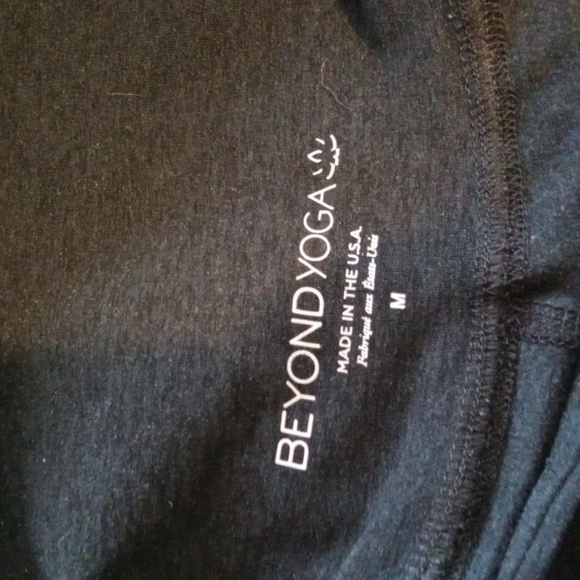 BEYOND YOGA
MADE IN THE U.S.A.
Fabriqué aux États-Unis
M